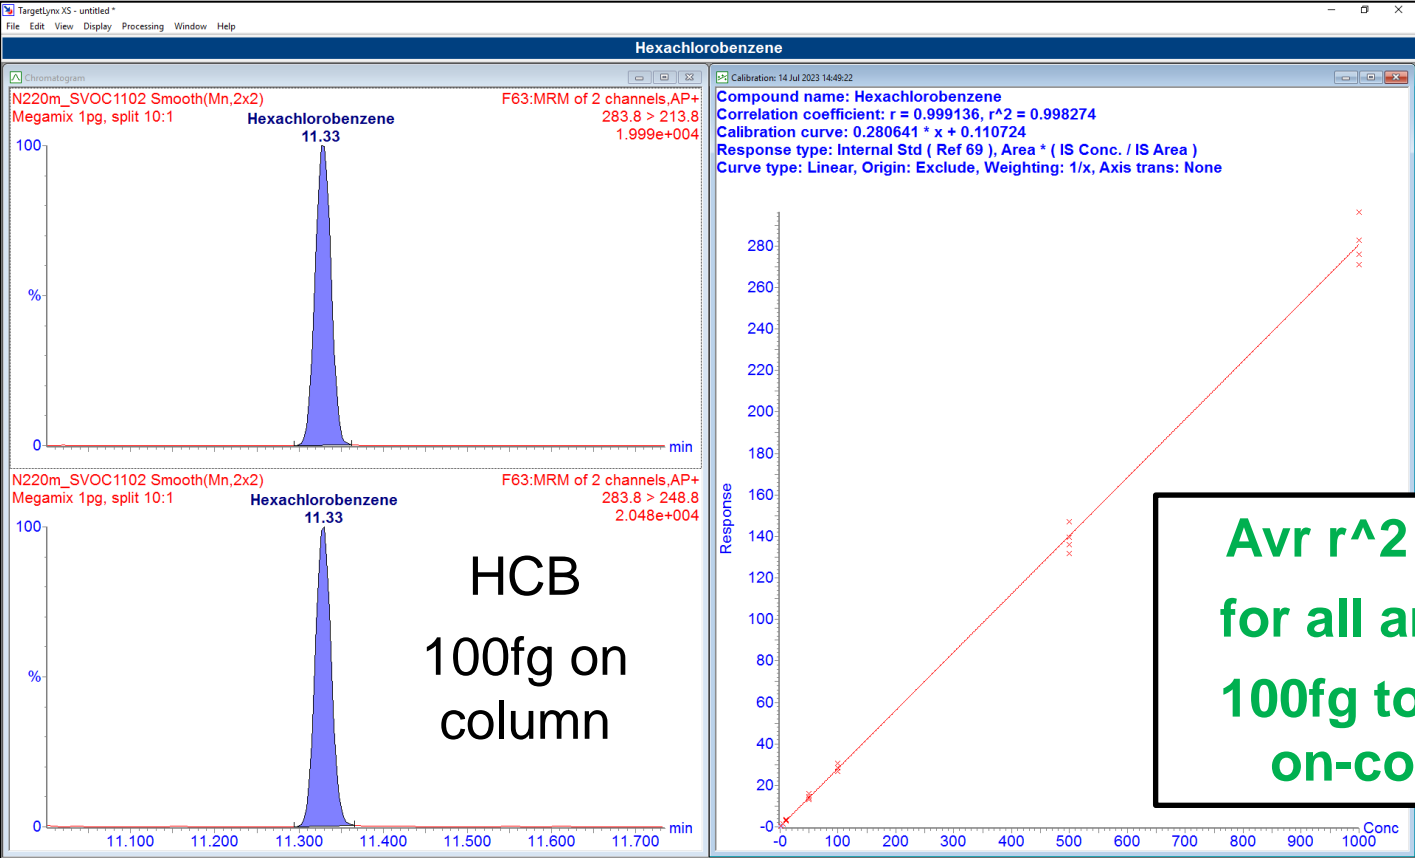 TargetLynx XS - untitled *
File Edit View Display Processing Window Help
Hexachlorobenzene
Chromatogram
N220m_SVOC1102 Smooth(Mn,2x2)
F63:MRM of 2 channels,AP+
Megamix 1pg, split 10:1
283.8 > 213.8
1.999e+004
Hexachlorobenzene
11.33
100
%
0
min
N220m_SVOC1102 Smooth(Mn,2x2)
F63:MRM of 2 channels,AP+
Megamix 1pg, split 10:1
283.8 > 248.8
2.048e+004
Hexachlorobenzene
11.33
100
%
0
min
11.100 11.200 11.300 11.400 11.500 11.600 11.700
HCB
100fg on
column
Calibration: 14 Jul 2023 14:49:22
Compound name: Hexachlorobenzene
Correlation coefficient: r = 0.999136, r^2 = 0.998274
Calibration curve: 0.280641 * x + 0.110724
Response type: Internal Std ( Ref 69 ), Area * ( IS Conc. / IS Area )
Curve type: Linear, Origin: Exclude, Weighting: 1/x, Axis trans: None
280
260
240
220
200
180
160
140
120
100
80
60
40
20
-0
Response
-0 100 200 300 400 500 600 700 800 900 1000
Conc
Avr r^2
for all
100fg to
on-co